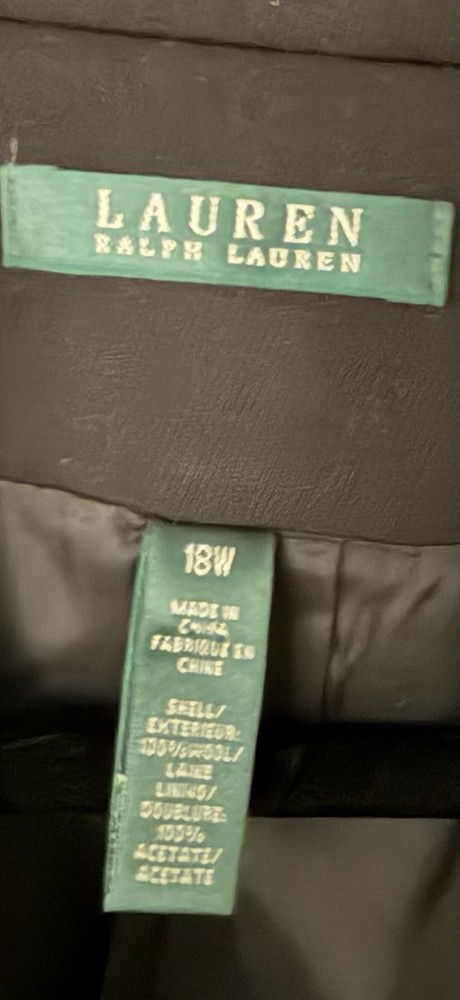 LAUREN
RALPH LAUREN
18W
MADE IN
CHINA
FABRIQUE EN
CHINE
SHELL/
EXTERIEUR:
100% WOOL/
LAINE
LINING/
DOUBLURE:
100%
ACETATE/
ACETATE